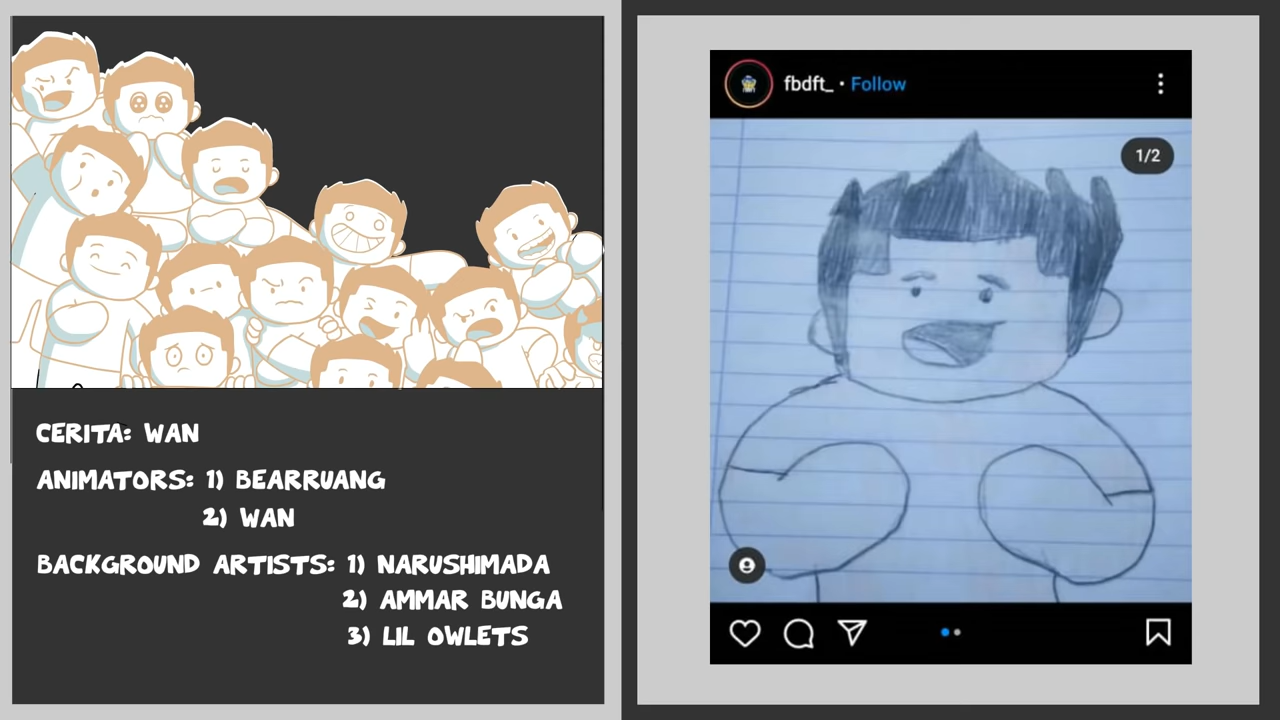 CERITA: WAN
ANIMATORS: 1) BEARRUANG
2) WAN
BACKGROUND ARTISTS: 1) NARUSHIMADA
2) AMMAR BUNGA
3) LIL OWLETS
fbdft_ · Follow
1/2